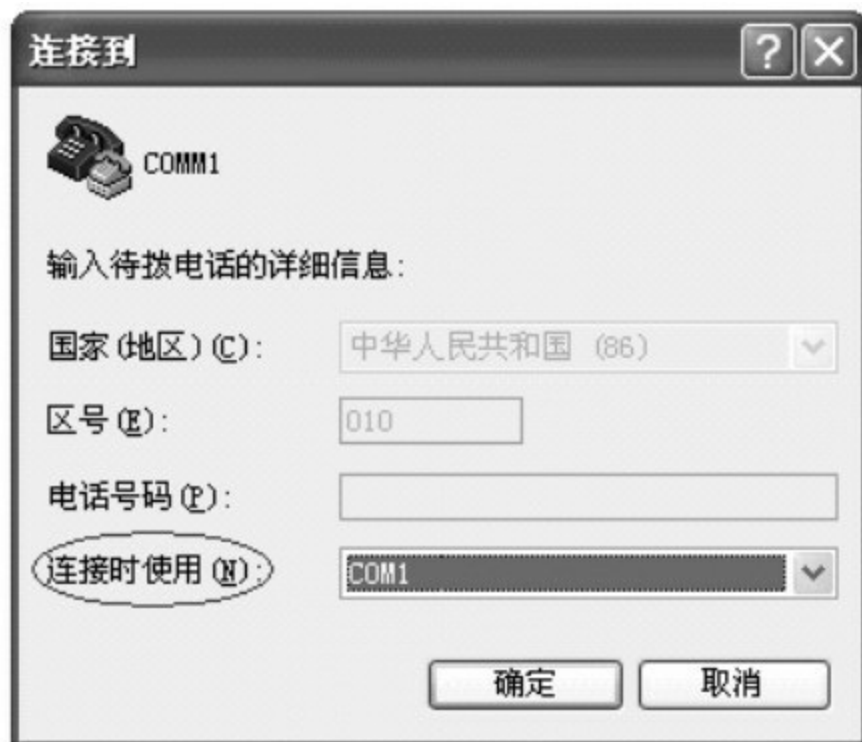 连接到
COMM1
输入待拨电话的详细信息:
国家(地区)(C): 中华人民共和国 (86)
区号(E): 010
电话号码(P):
连接时使用(N): COM1
确定 取消